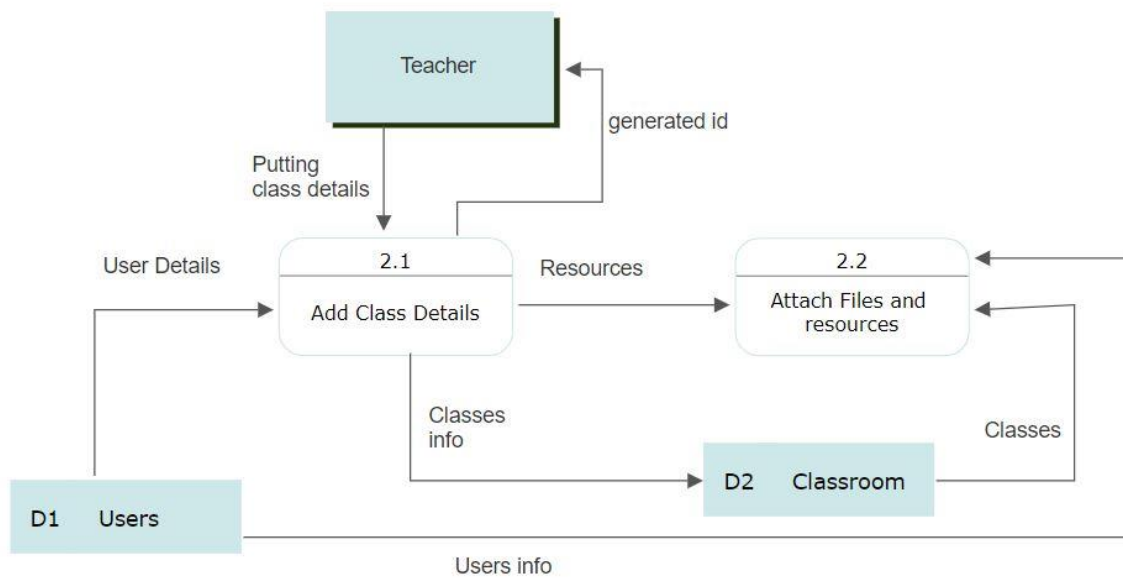 Teacher
generated id
Putting
class details
User Details
2.1
Add Class Details
Resources
2.2
Attach Files and
resources
Classes
info
Classes
D2 Classroom
D1 Users
Users info